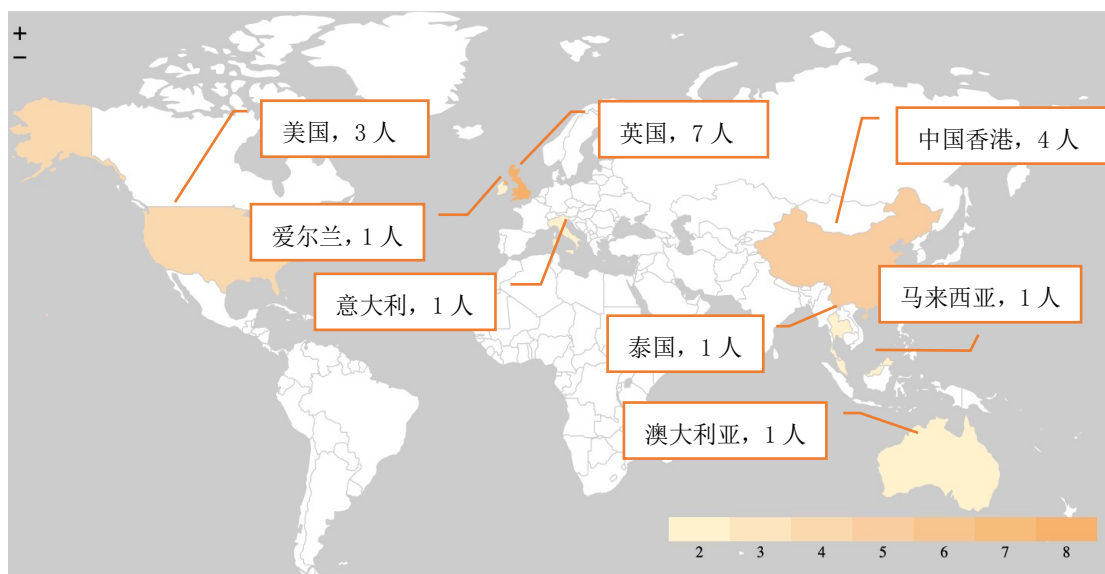 +
−
美国，3 人
英国，7 人
中国香港，4 人
爱尔兰，1 人
意大利，1 人
马来西亚，1 人
泰国，1 人
澳大利亚，1 人
2 3 4 5 6 7 8